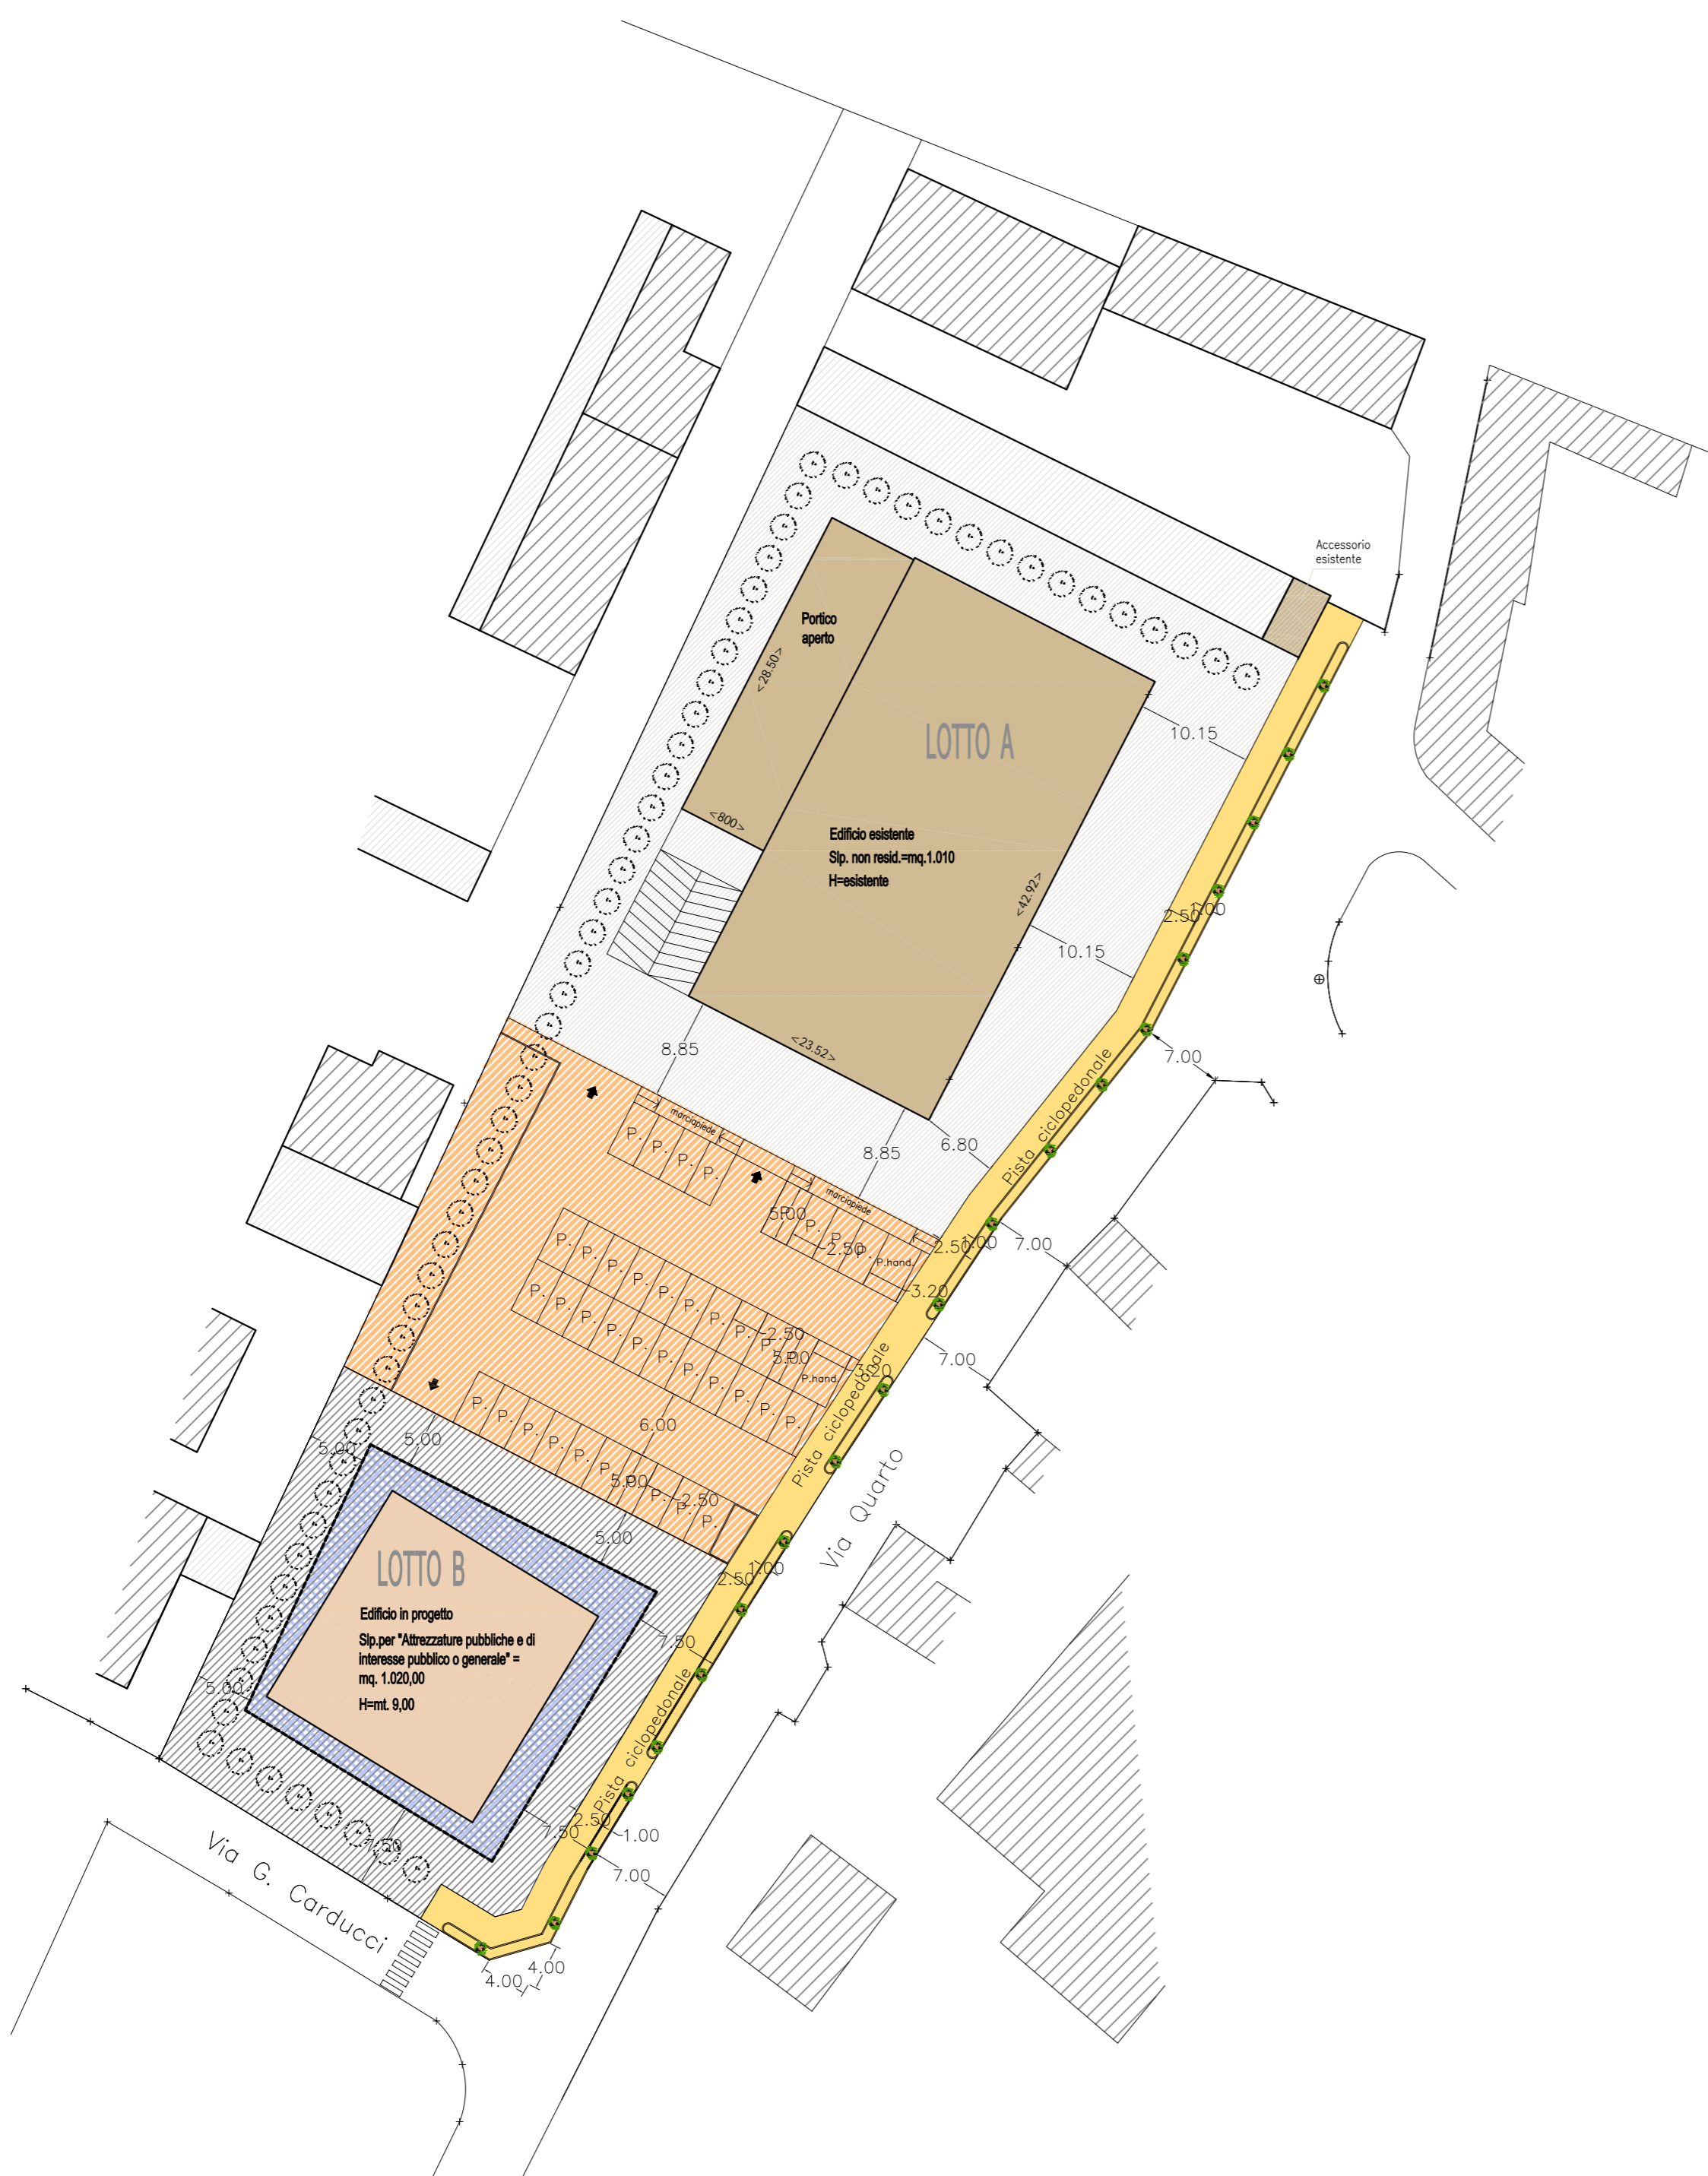 Accessorio
esistente
Portico
aperto
<28.50>
LOTTO A
10.15
<800>
Edificio esistente
Slp. non resid.=mq.1.010
H=esistente
<42.92>
2.50
1.00
10.15
8.85
<23.52>
7.00
Pista ciclopedonale
marciapiede
P.
P.
P.
P.
8.85
6.80
marciapiede
5.00
P.
P.
P.
P.
2.50
P.hand.
2.50
1.00
7.00
3.20
P.
P.
P.
P.
P.
P.
P.
P.
P.
P.
2.50
5.00
P.hand.
3.20
P.
P.
P.
P.
P.
P.
P.
P.
P.
P.
P.
7.00
Pista ciclopedonale
6.00
P.
P.
P.
P.
P.
P.
P.
P.
P.
P.
5.00
2.50
5.00
5.00
5.00
Via Quarto
LOTTO B
2.50
1.00
Edificio in progetto
Slp.per "Attrezzature pubbliche e di
interesse pubblico o generale" =
mq. 1.020,00
H=mt. 9,00
7.50
5.00
Pista ciclopedonale
2.50
7.50
1.00
7.50
7.00
Via G. Carducci
4.00
4.00